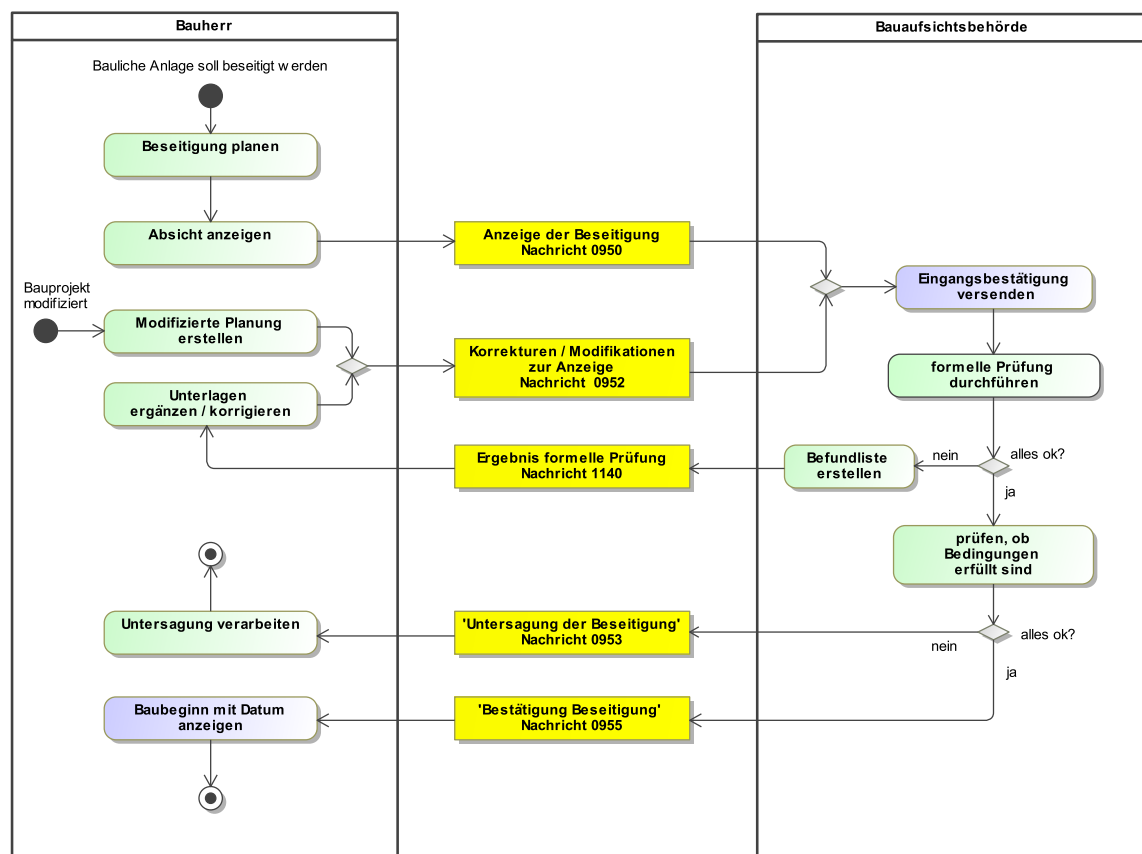 Bauherr
Bauaufsichtsbehörde
Bauliche Anlage soll beseitigt werden
Beseitigung planen
Absicht anzeigen
Anzeige der Beseitigung
Nachricht 0950
Eingangsbestätigung
versenden
Bauprojekt
modifiziert
Modifizierte Planung
erstellen
Korrekturen / Modifikationen
zur Anzeige
Nachricht 0952
formelle Prüfung
durchführen
Unterlagen
ergänzen / korrigieren
Ergebnis formelle Prüfung
Nachricht 1140
Befundliste
erstellen
nein
alles ok?
ja
prüfen, ob
Bedingungen
erfüllt sind
Untersagung verarbeiten
'Untersagung der Beseitigung'
Nachricht 0953
nein
alles ok?
ja
Baubeginn mit Datum
anzeigen
'Bestätigung Beseitigung'
Nachricht 0955